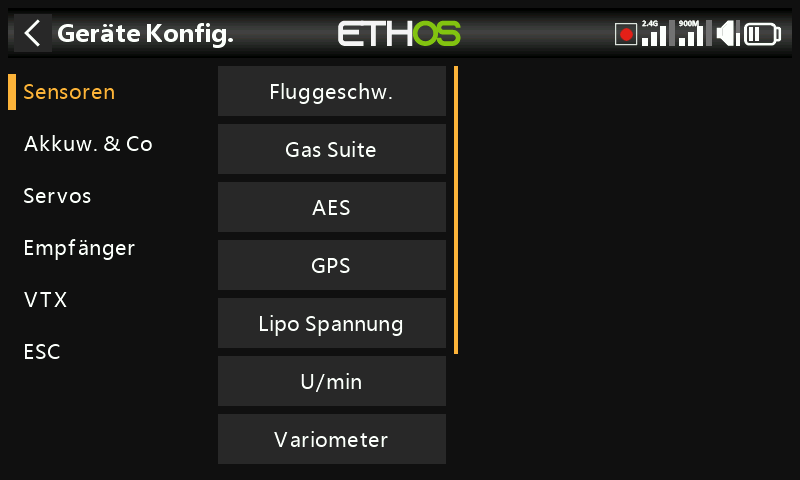 Geräte Konfig.
ETHOS
2.4G
900M
Sensoren
Akkuw. & Co
Servos
Empfänger
VTX
ESC
Fluggeschw.
Gas Suite
AES
GPS
Lipo Spannung
U/min
Variometer